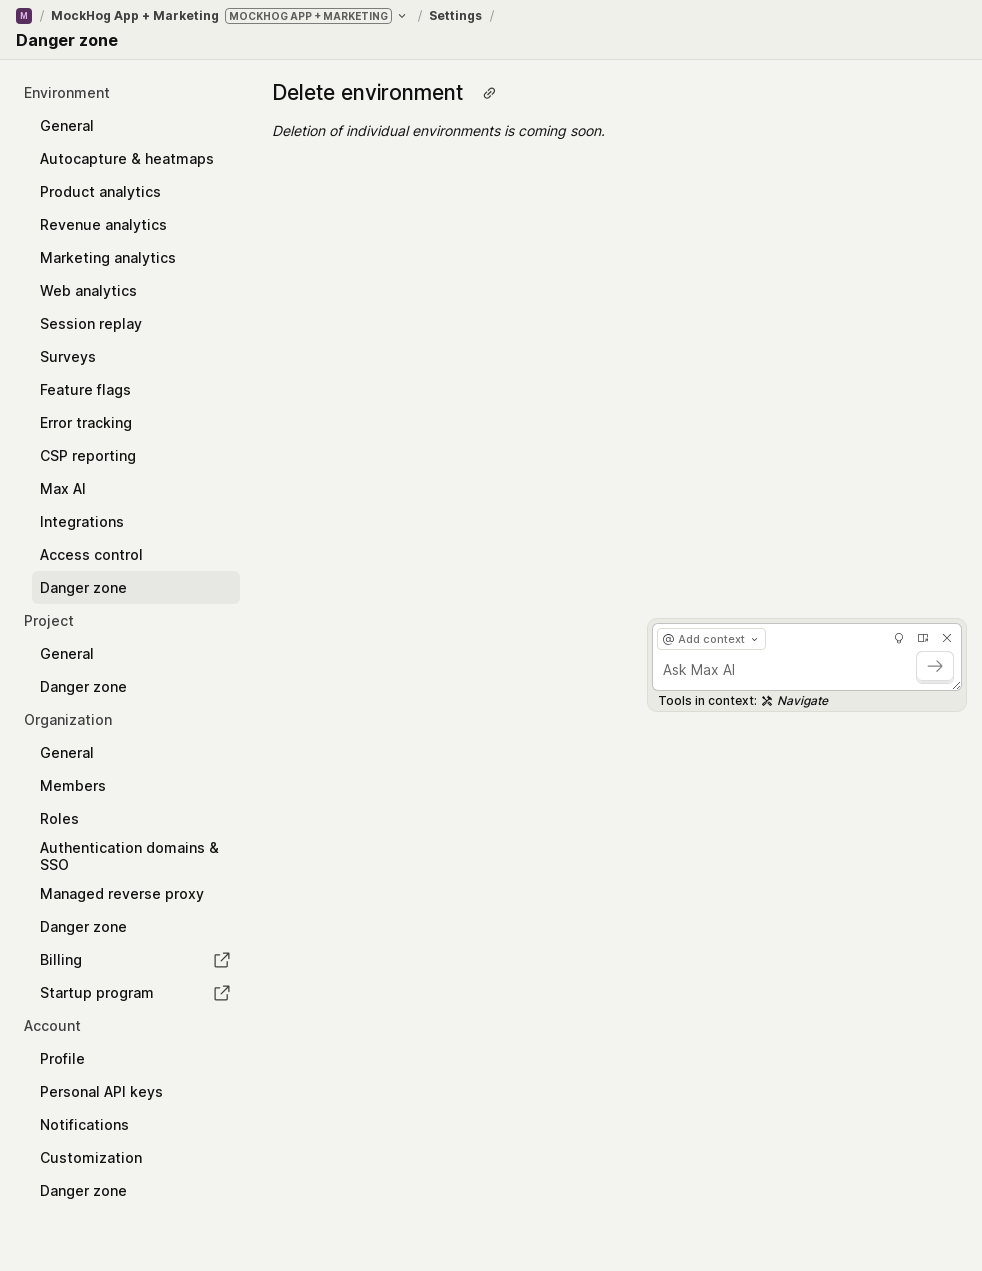 M / MockHog App + Marketing MOCKHOG APP + MARKETING / Settings /
Danger zone
Environment
General
Autocapture & heatmaps
Product analytics
Revenue analytics
Marketing analytics
Web analytics
Session replay
Surveys
Feature flags
Error tracking
CSP reporting
Max AI
Integrations
Access control
Danger zone
Project
General
Danger zone
Organization
General
Members
Roles
Authentication domains &
SSO
Managed reverse proxy
Danger zone
Billing
Startup program
Account
Profile
Personal API keys
Notifications
Customization
Danger zone
Delete environment
Deletion of individual environments is coming soon.
@ Add context
Ask Max AI
Tools in context: Navigate